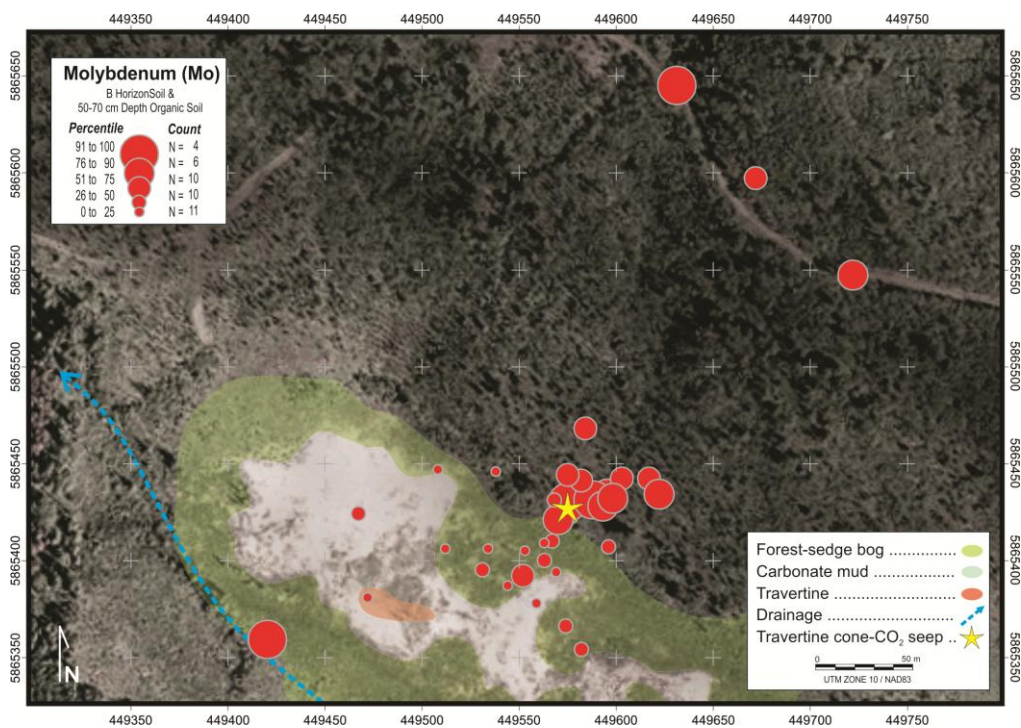 449350 449400 449450 449500 449550 449600 449650 449700 449750
5865650 5865650
Molybdenum (Mo)
B HorizonSoil &
50-70 cm Depth Organic Soil
Percentile Count
91 to 100 N = 4
76 to 90 N = 6
51 to 75 N = 10
26 to 50 N = 10
0 to 25 N = 11
5865600 5865600
5865550 5865550
5865500 5865500
5865450 5865450
5865400 5865400
Forest-sedge bog ..............
Carbonate mud ................
Travertine .........................
Drainage ...........................
Travertine cone-CO₂ seep ..
5865350 5865350
N
0 50 m
UTM ZONE 10 / NAD83
449350 449400 449450 449500 449550 449600 449650 449700 449750